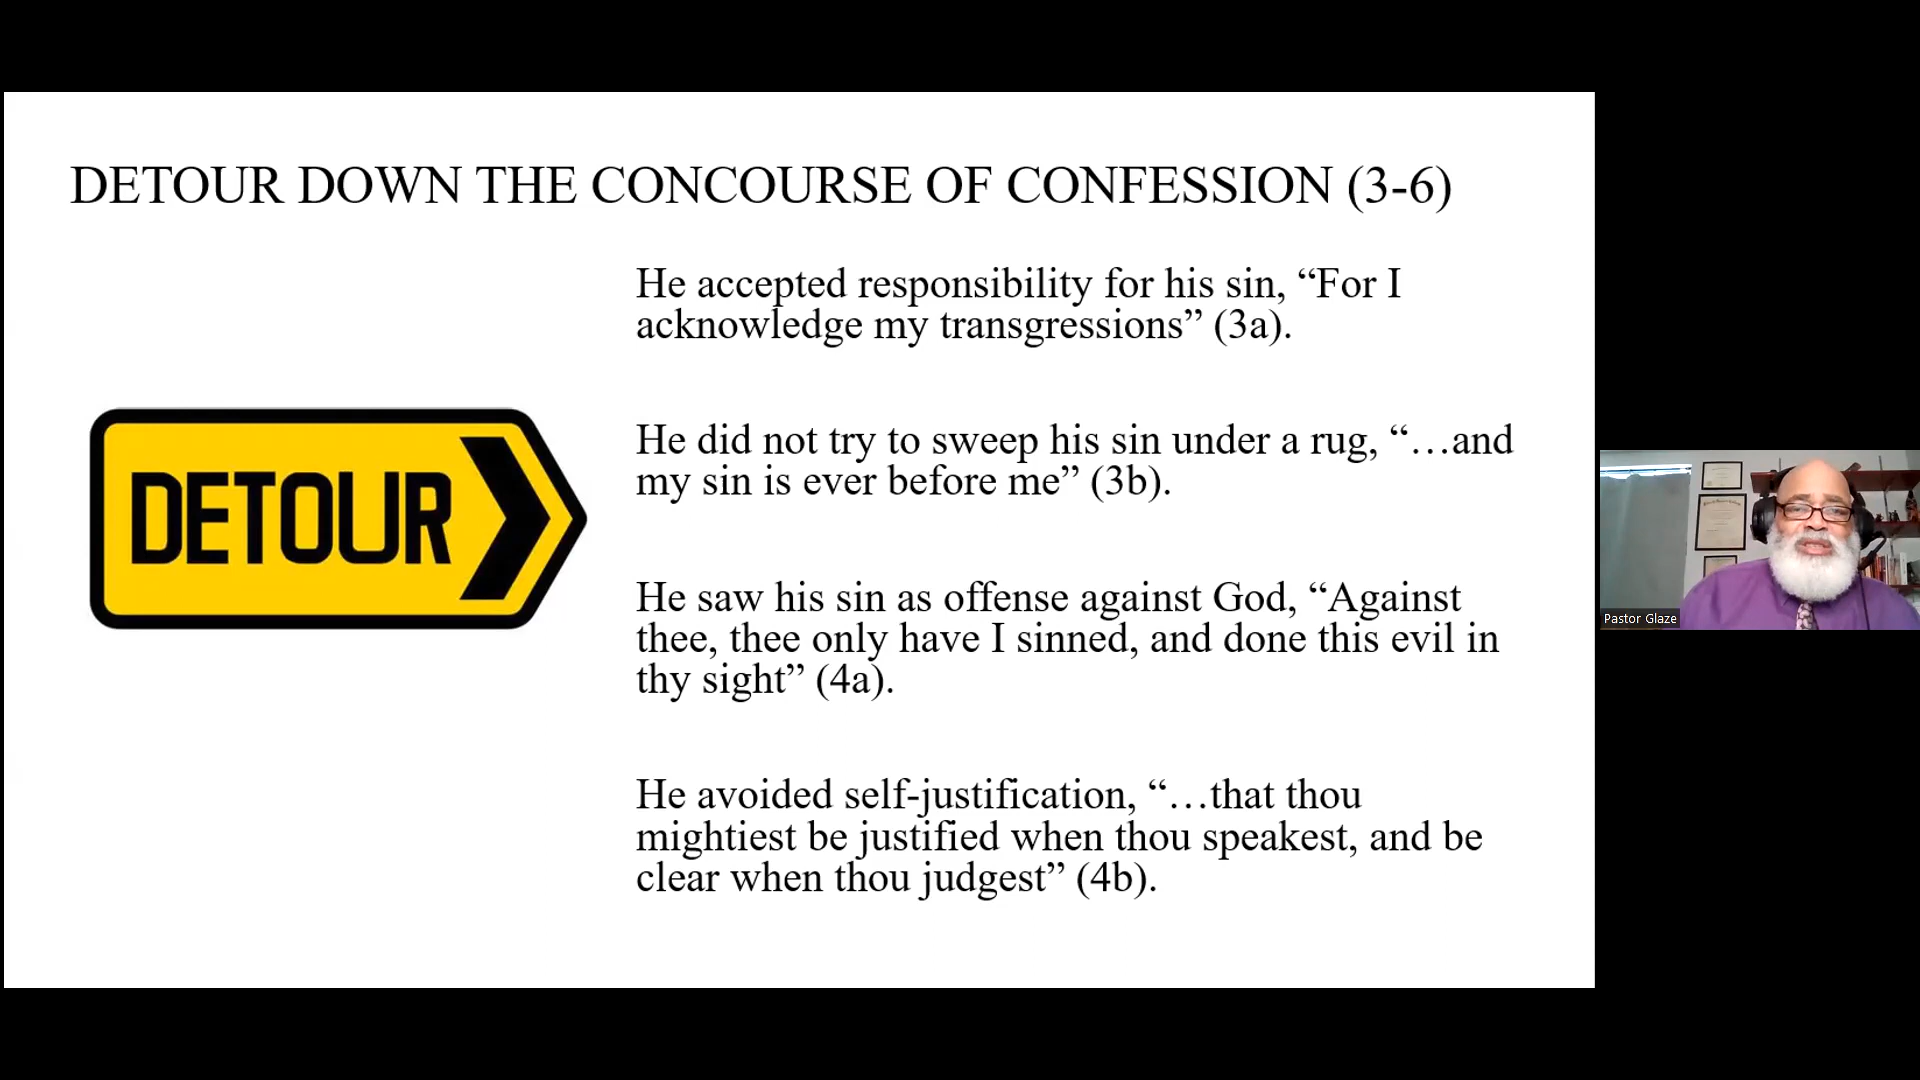 DETOUR DOWN THE CONCOURSE OF CONFESSION (3-6)
He accepted responsibility for his sin, “For I
acknowledge my transgressions” (3a).
He did not try to sweep his sin under a rug, “…and
my sin is ever before me” (3b).
DETOUR
He saw his sin as offense against God, “Against
thee, thee only have I sinned, and done this evil in
thy sight” (4a).
He avoided self-justification, “…that thou
mightiest be justified when thou speakest, and be
clear when thou judgest” (4b).
Pastor Glaze